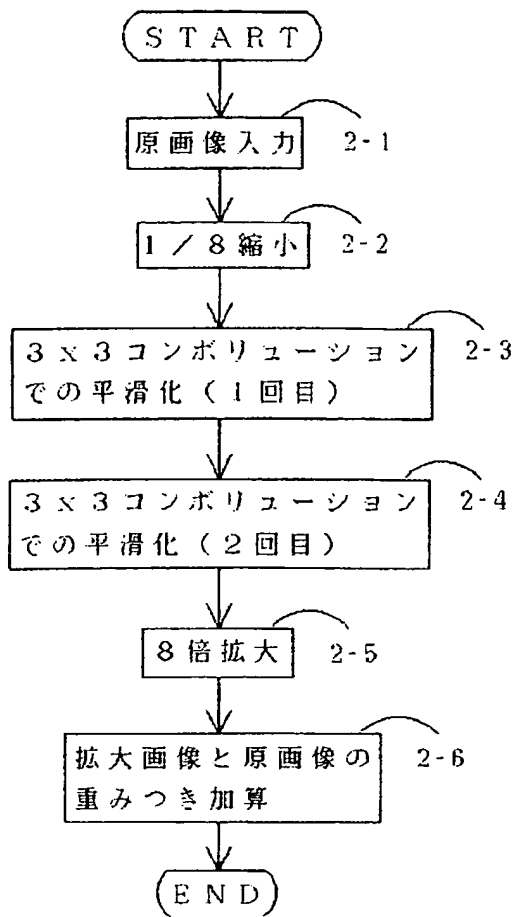 START
原画像入力 2-1
1/8縮小 2-2
3x3コンボリューション 2-3
での平滑化(1回目)
3x3コンボリューション 2-4
での平滑化(2回目)
8倍拡大 2-5
拡大画像と原画像の 2-6
重みつき加算
END